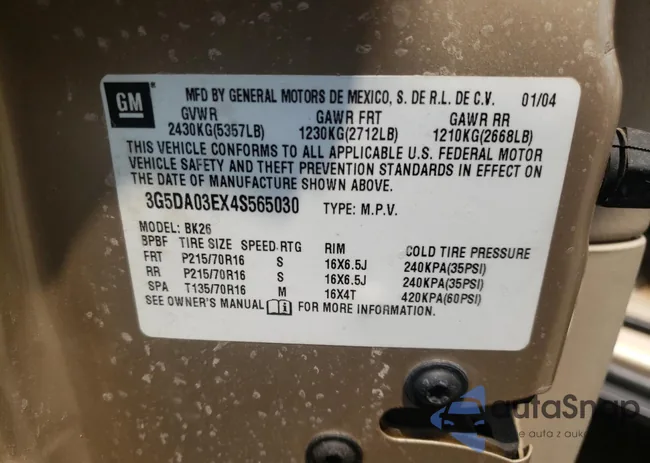 GM
MFD BY GENERAL MOTORS DE MEXICO, S. DE R.L. DE C.V. 01/04
GVWR GAWR FRT GAWR RR
2430KG(5357LB) 1230KG(2712LB) 1210KG(2668LB)
THIS VEHICLE CONFORMS TO ALL APPLICABLE U.S. FEDERAL MOTOR
VEHICLE SAFETY AND THEFT PREVENTION STANDARDS IN EFFECT ON
THE DATE OF MANUFACTURE SHOWN ABOVE.
3G5DA03EX4S565030 TYPE: M.P.V.
MODEL: BK26
BPBF TIRE SIZE SPEED RTG RIM COLD TIRE PRESSURE
FRT P215/70R16 S 16X6.5J 240KPA(35PSI)
RR P215/70R16 S 16X6.5J 240KPA(35PSI)
SPA T135/70R16 M 16X4T 420KPA(60PSI)
SEE OWNER'S MANUAL FOR MORE INFORMATION.
autaSnap